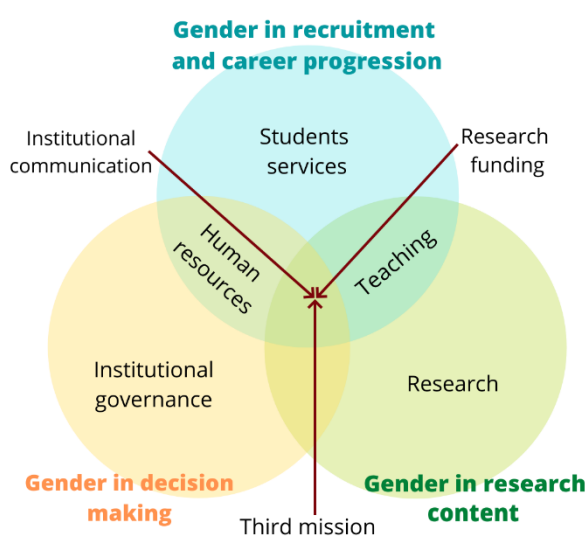 Gender in recruitment
and career progression
Institutional
communication
Students
services
Research
funding
Human
resources
Teaching
Institutional
governance
Research
Gender in decision
making
Gender in research
content
Third mission